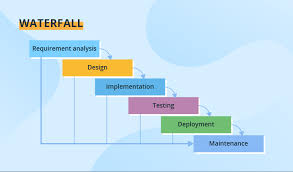 WATERFALL
Requirement analysis
Design
Implementation
Testing
Deployment
Maintenance